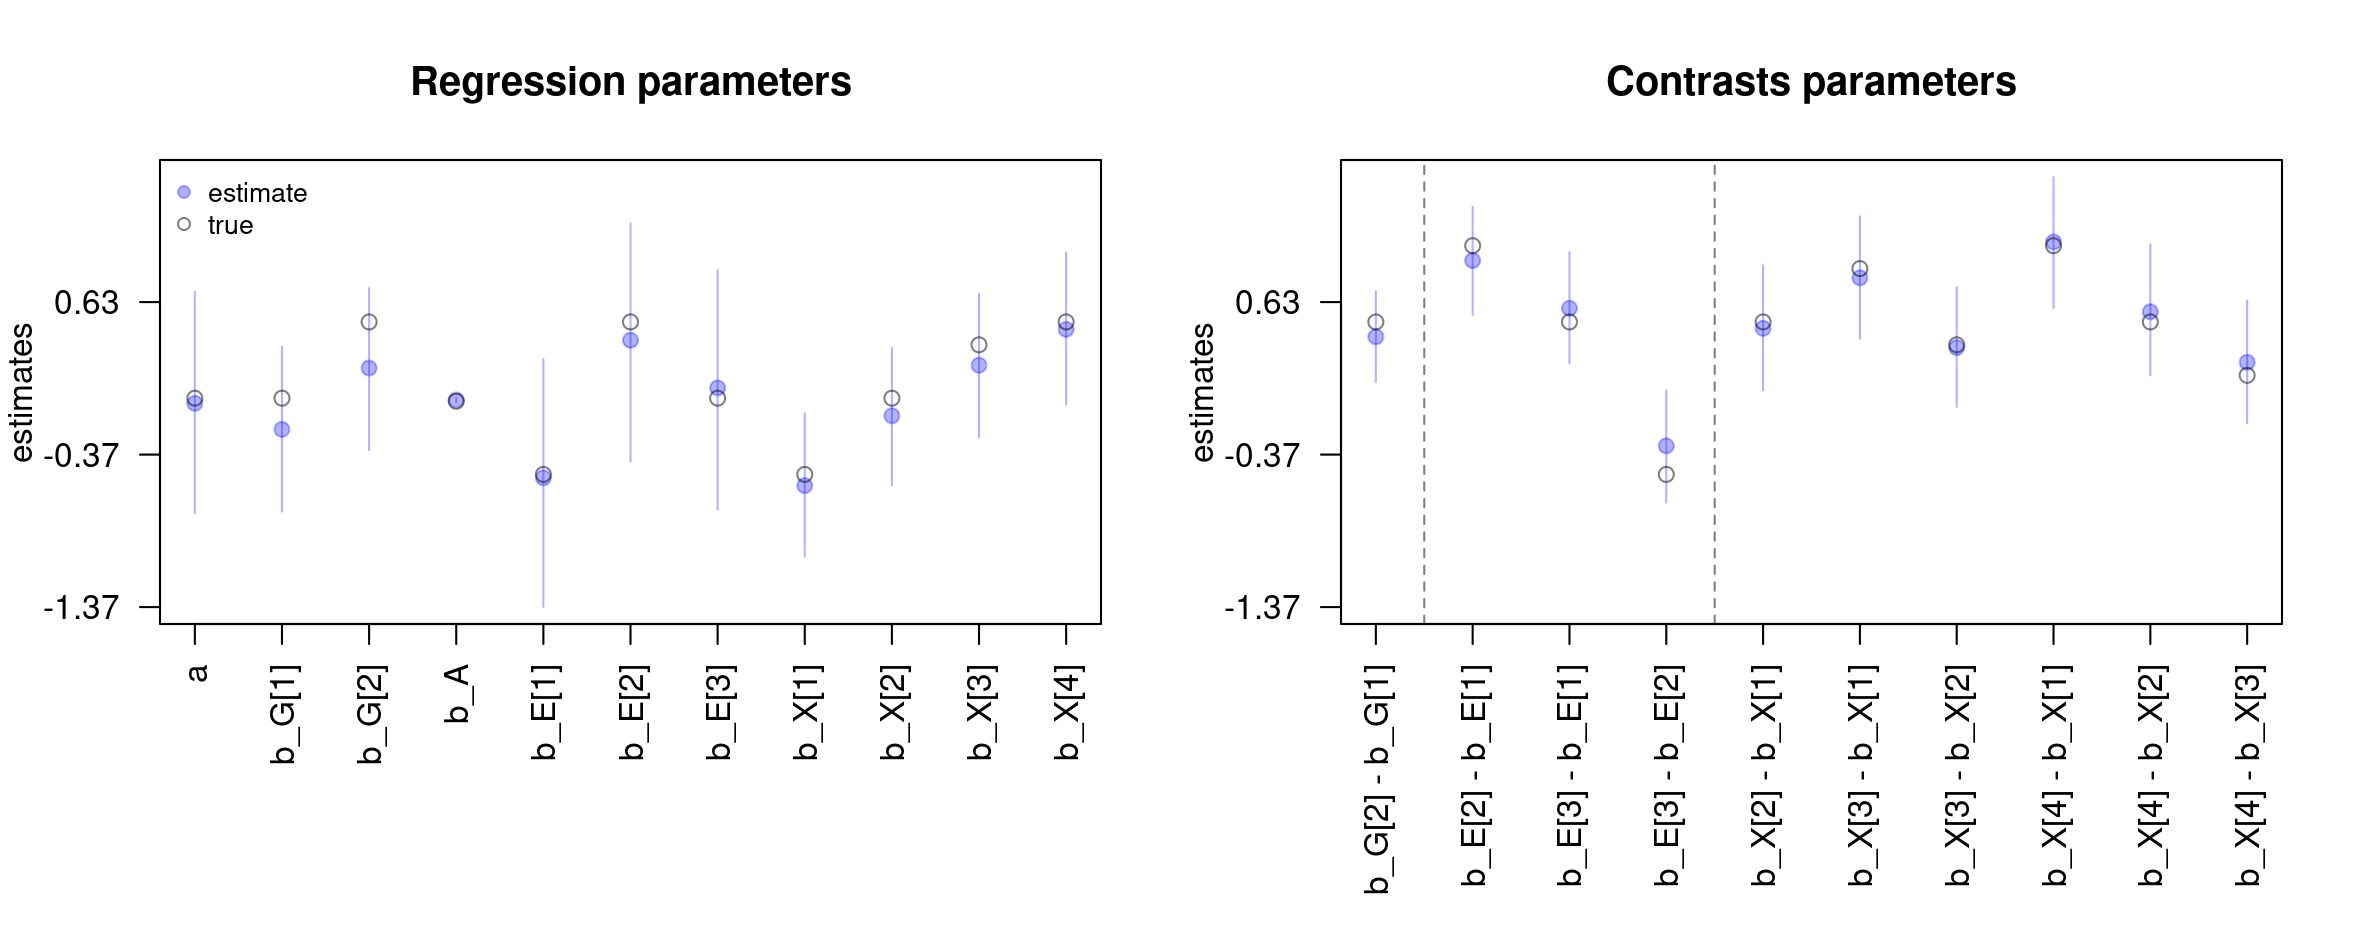 Regression parameters
estimate
true
estimates
0.63
-0.37
-1.37
a
b_G[1]
b_G[2]
b_A
b_E[1]
b_E[2]
b_E[3]
b_X[1]
b_X[2]
b_X[3]
b_X[4]
Contrasts parameters
estimates
0.63
-0.37
-1.37
b_G[2] - b_G[1]
b_E[2] - b_E[1]
b_E[3] - b_E[1]
b_E[3] - b_E[2]
b_X[2] - b_X[1]
b_X[3] - b_X[1]
b_X[3] - b_X[2]
b_X[4] - b_X[1]
b_X[4] - b_X[2]
b_X[4] - b_X[3]